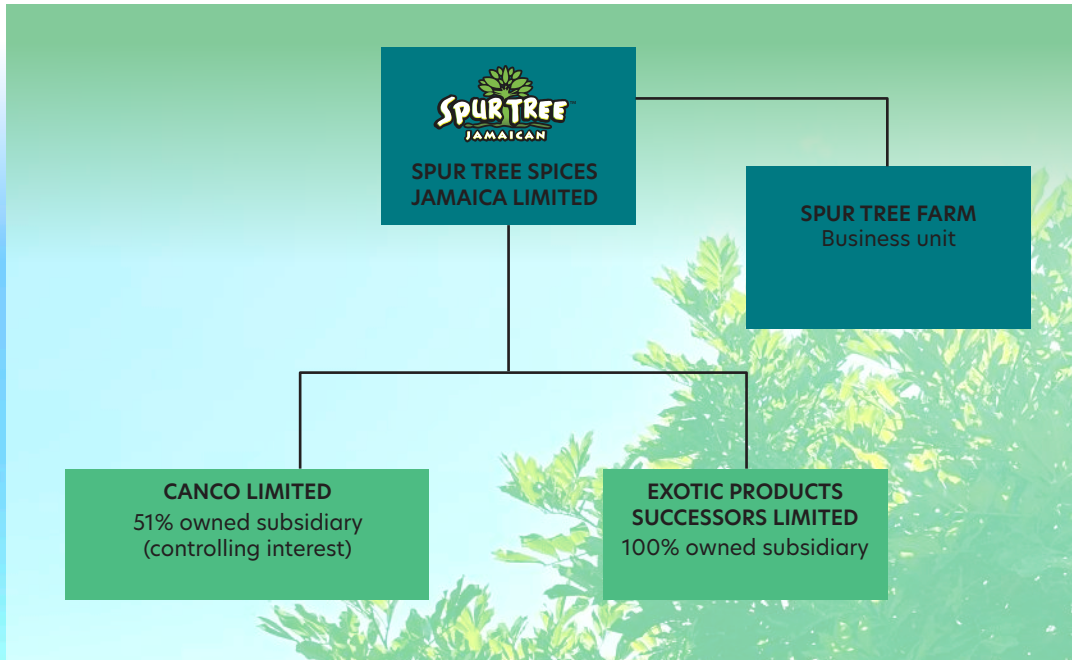 SPUR TREE™
JAMAICAN
SPUR TREE SPICES
JAMAICA LIMITED
SPUR TREE FARM
Business unit
CANCO LIMITED
51% owned subsidiary
(controlling interest)
EXOTIC PRODUCTS
SUCCESSORS LIMITED
100% owned subsidiary